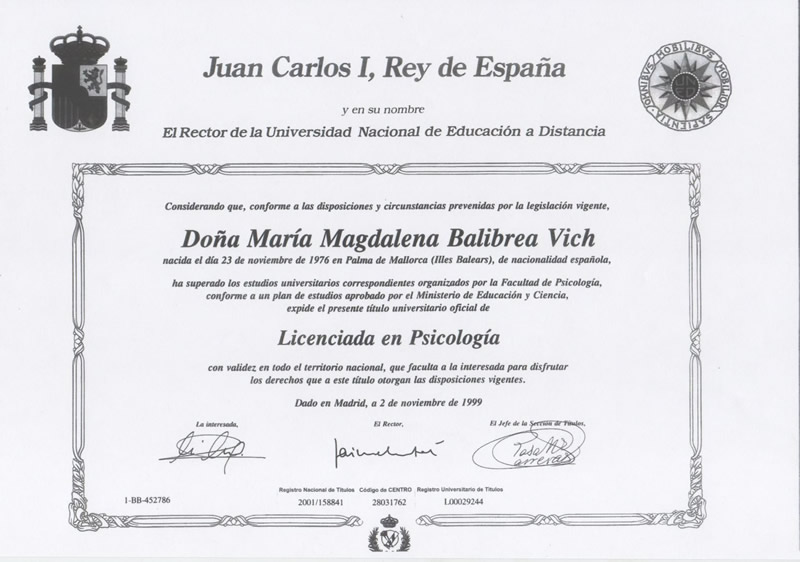 Juan Carlos I, Rey de España
OMNIBVS MOBILIBVS MOBILIOR SAPIENTIA
y en su nombre
El Rector de la Universidad Nacional de Educación a Distancia
Considerando que, conforme a las disposiciones y circunstancias prevenidas por la legislación vigente,
Doña María Magdalena Balibrea Vich
nacida el día 23 de noviembre de 1976 en Palma de Mallorca (Illes Balears), de nacionalidad española,
ha superado los estudios universitarios correspondientes organizados por la Facultad de Psicología,
conforme a un plan de estudios aprobado por el Ministerio de Educación y Ciencia,
expide el presente título universitario oficial de
Licenciada en Psicología
con validez en todo el territorio nacional, que faculta a la interesada para disfrutar
los derechos que a este título otorgan las disposiciones vigentes.
Dado en Madrid, a 2 de noviembre de 1999
La interesada, El Rector, El Jefe de la Sección de Títulos,
Rosa Mª
Carreras
Registro Nacional de Títulos Código de CENTRO Registro Universitario de Títulos
1-BB-452786 2001/158841 28031762 L00029244